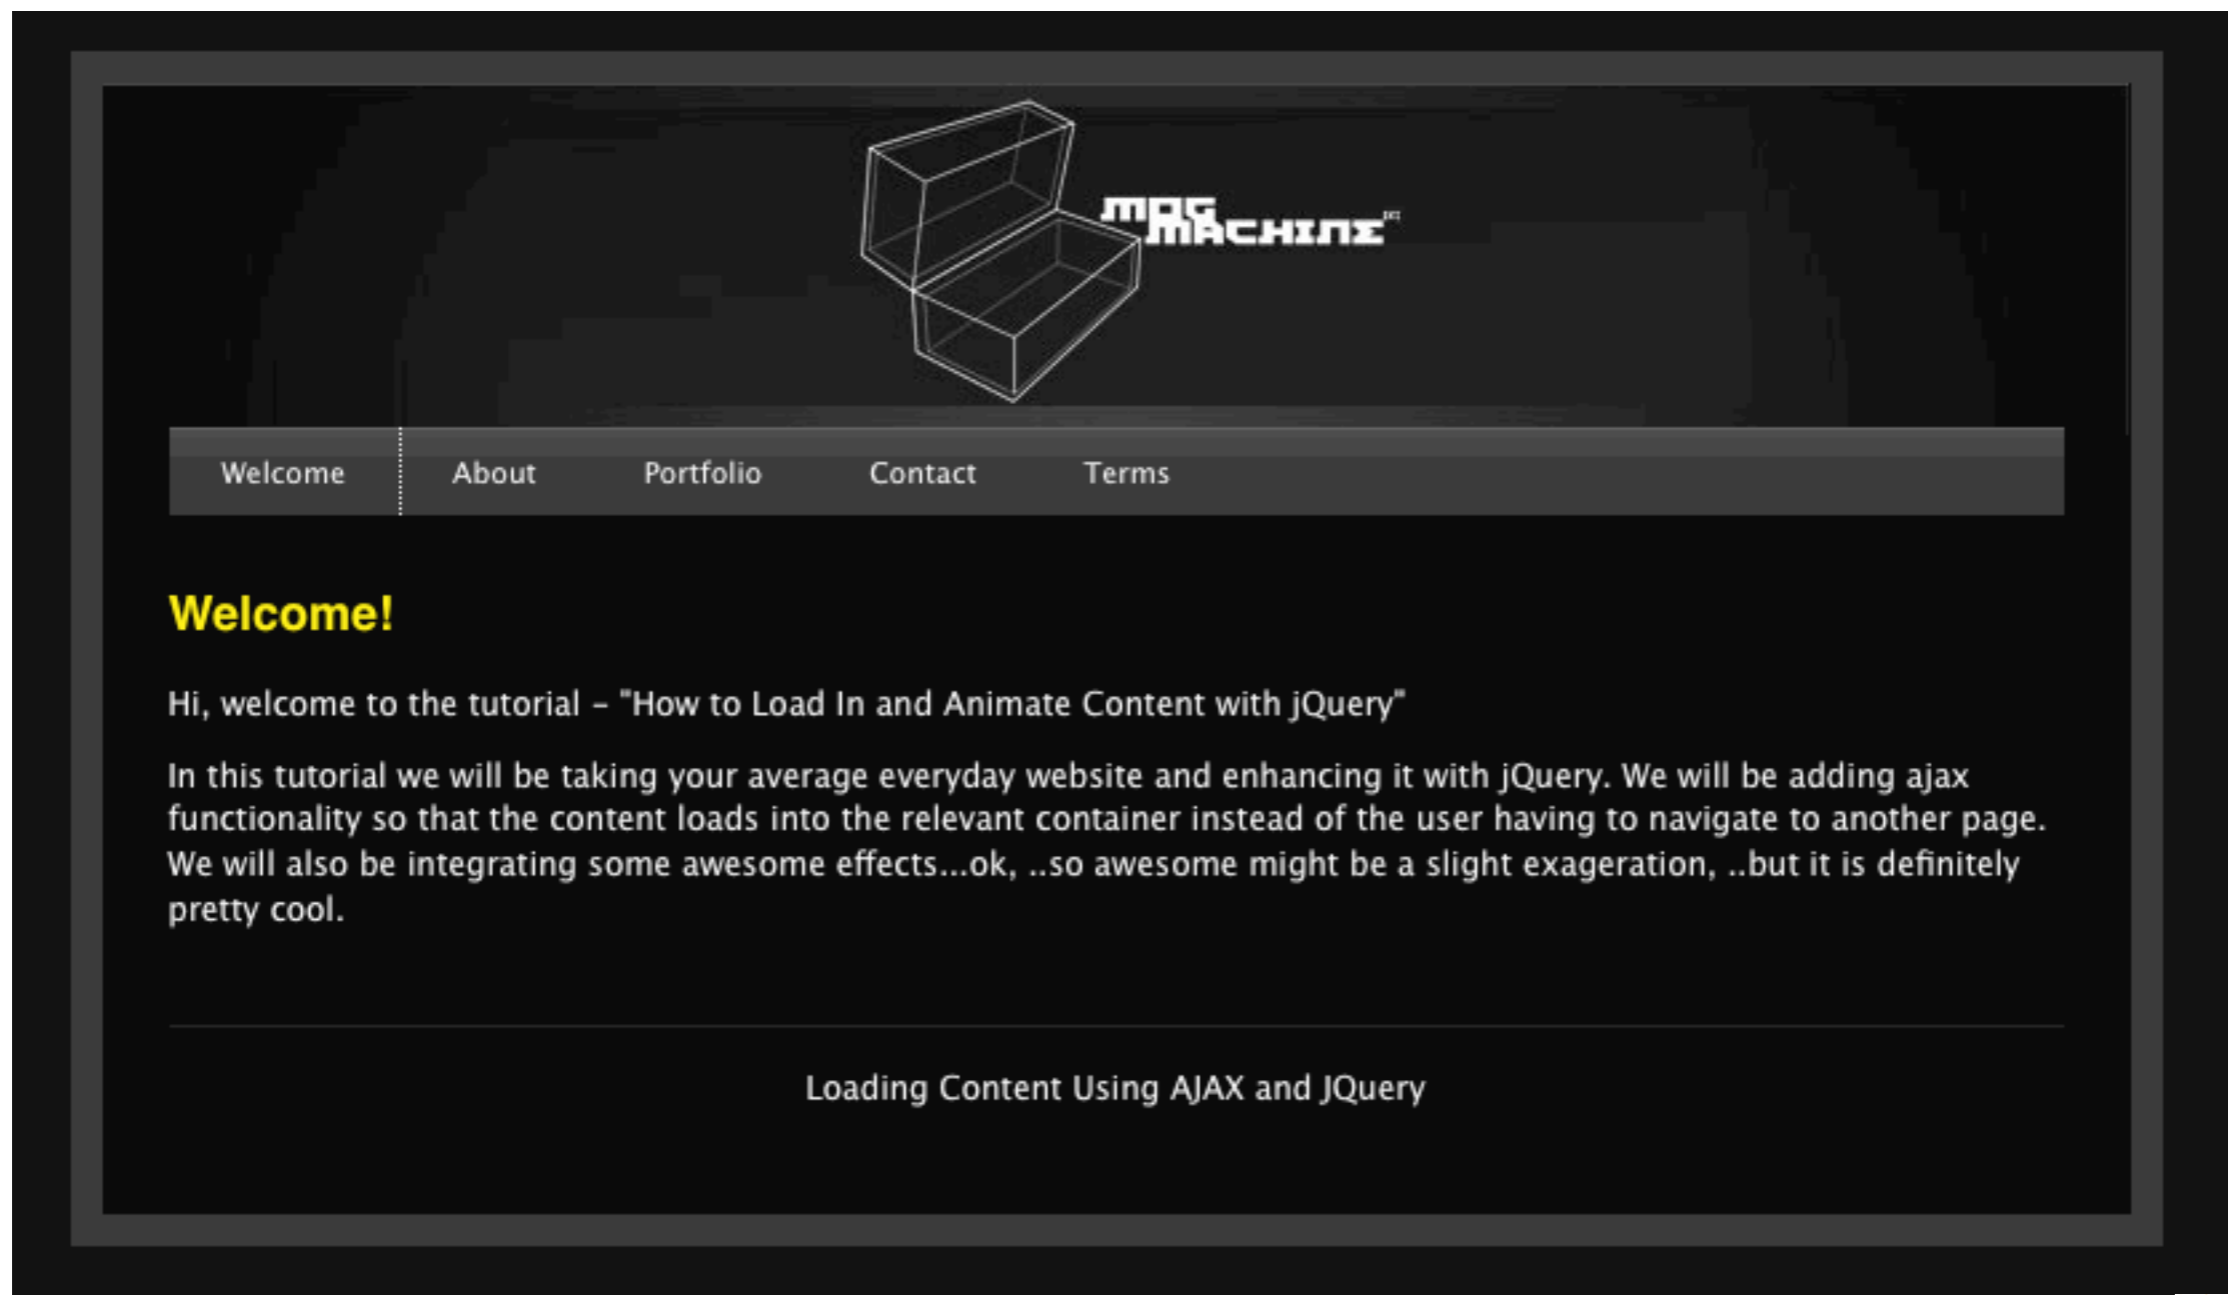 MOG
MACHINE
Welcome About Portfolio Contact Terms
Welcome!
Hi, welcome to the tutorial – "How to Load In and Animate Content with jQuery"
In this tutorial we will be taking your average everyday website and enhancing it with jQuery. We will be adding ajax
functionality so that the content loads into the relevant container instead of the user having to navigate to another page.
We will also be integrating some awesome effects...ok, ..so awesome might be a slight exageration, ..but it is definitely
pretty cool.
Loading Content Using AJAX and JQuery